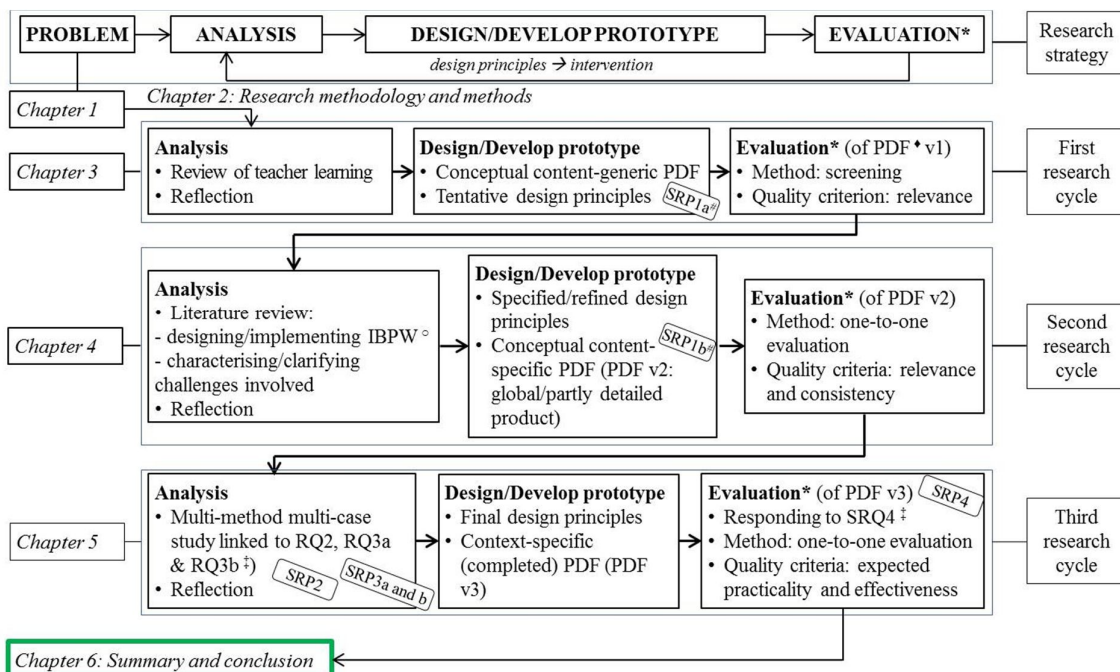 PROBLEM
ANALYSIS
DESIGN/DEVELOP PROTOTYPE
EVALUATION*
design principles → intervention
Research
strategy
Chapter 1
Chapter 2: Research methodology and methods
Chapter 3
Analysis
• Review of teacher learning
• Reflection
Design/Develop prototype
• Conceptual content-generic PDF
• Tentative design principles
SRP1a#
Evaluation* (of PDF♦ v1)
• Method: screening
• Quality criterion: relevance
First
research
cycle
Chapter 4
Analysis
• Literature review:
- designing/implementing IBPW ○
- characterising/clarifying
challenges involved
• Reflection
Design/Develop prototype
• Specified/refined design
principles
• Conceptual content-
specific PDF (PDF v2:
global/partly detailed
product)
SRP1b#
Evaluation* (of PDF v2)
• Method: one-to-one
evaluation
• Quality criteria: relevance
and consistency
Second
research
cycle
Chapter 5
Analysis
• Multi-method multi-case
study linked to RQ2, RQ3a
& RQ3b ‡)
• Reflection
SRP2
SRP3a and b
Design/Develop prototype
• Final design principles
• Context-specific
(completed) PDF (PDF
v3)
Evaluation* (of PDF v3)
SRP4
• Responding to SRQ4 ‡
• Method: one-to-one evaluation
• Quality criteria: expected
practicality and effectiveness
Third
research
cycle
Chapter 6: Summary and conclusion